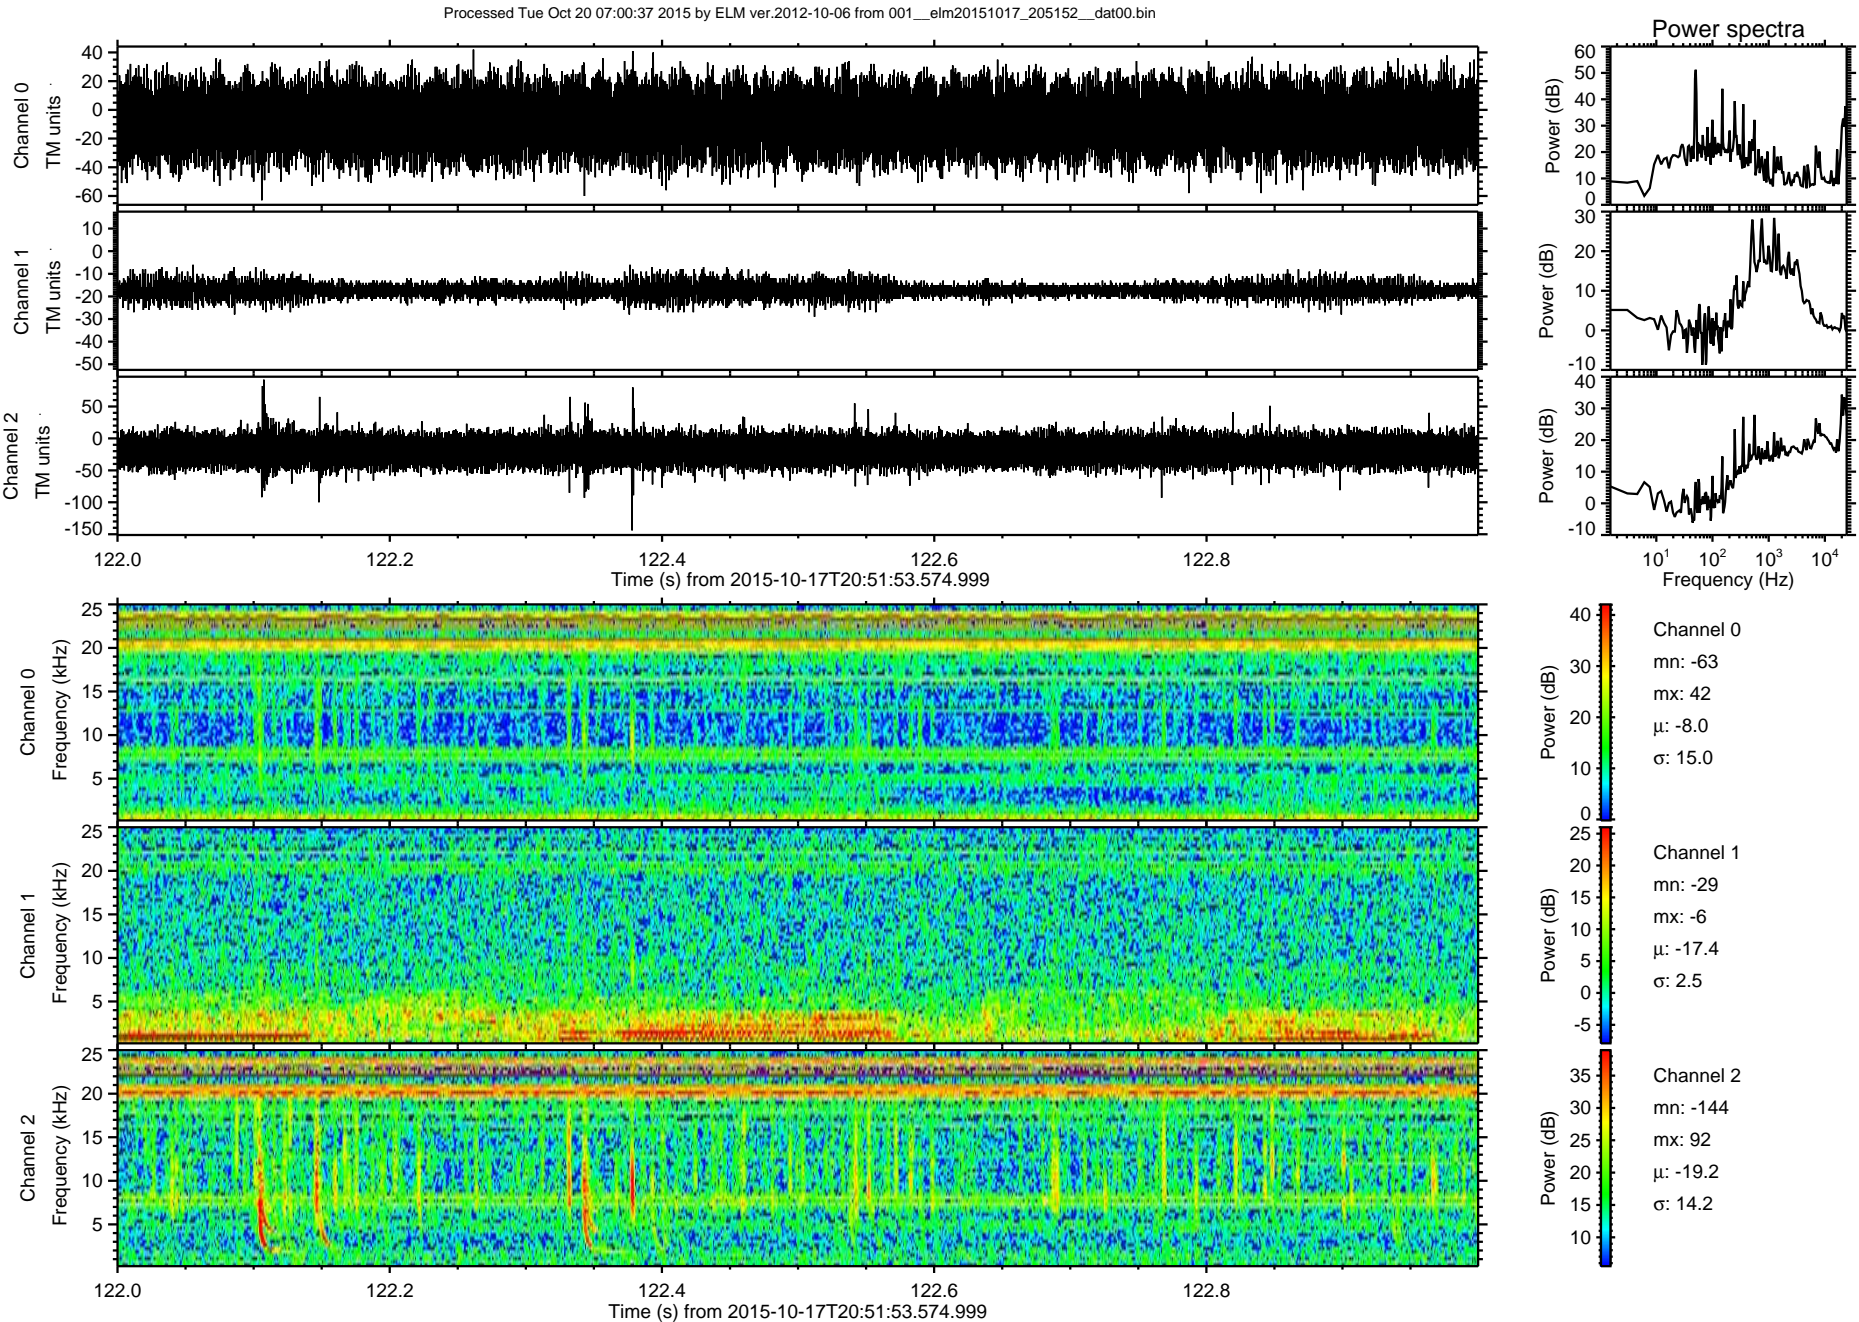 Processed Tue Oct 20 07:00:37 2015 by ELM ver.2012-10-06 from 001__elm20151017_205152__dat00.bin
Power spectra
Channel 0
TM units
40
20
0
-20
-40
-60
Power (dB)
60
50
40
30
20
10
0
Channel 1
TM units
10
0
-10
-20
-30
-40
-50
Power (dB)
30
20
10
0
-10
Channel 2
TM units
50
0
-50
-100
-150
Power (dB)
40
30
20
10
0
-10
122.0 122.2 122.4 122.6 122.8
Time (s) from 2015-10-17T20:51:53.574.999
10^1 10^2 10^3 10^4
Frequency (Hz)
Channel 0
Frequency (kHz)
25
20
15
10
5
Power (dB)
40
30
20
10
0
Channel 0
mn: -63
mx: 42
μ: -8.0
σ: 15.0
Channel 1
Frequency (kHz)
25
20
15
10
5
Power (dB)
25
20
15
10
5
0
-5
Channel 1
mn: -29
mx: -6
μ: -17.4
σ: 2.5
Channel 2
Frequency (kHz)
25
20
15
10
5
Power (dB)
35
30
25
20
15
10
Channel 2
mn: -144
mx: 92
μ: -19.2
σ: 14.2
122.0 122.2 122.4 122.6 122.8
Time (s) from 2015-10-17T20:51:53.574.999